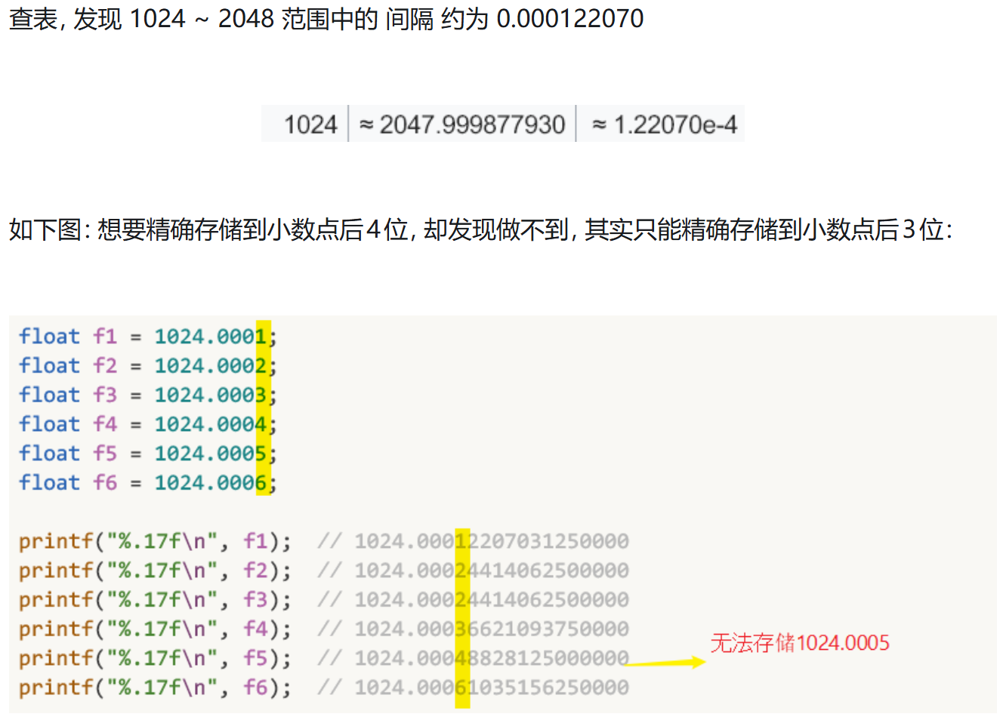 查表, 发现 1024 ~ 2048 范围中的 间隔 约为 0.000122070
1024 ≈ 2047.999877930 ≈ 1.22070e-4
如下图: 想要精确存储到小数点后4位, 却发现做不到, 其实只能精确存储到小数点后3位:
float f1 = 1024.0001;
float f2 = 1024.0002;
float f3 = 1024.0003;
float f4 = 1024.0004;
float f5 = 1024.0005;
float f6 = 1024.0006;
printf("%.17f\n", f1); // 1024.00012207031250000
printf("%.17f\n", f2); // 1024.00024414062500000
printf("%.17f\n", f3); // 1024.00024414062500000
printf("%.17f\n", f4); // 1024.00036621093750000
无法存储1024.0005
printf("%.17f\n", f5); // 1024.00048828125000000
printf("%.17f\n", f6); // 1024.00061035156250000